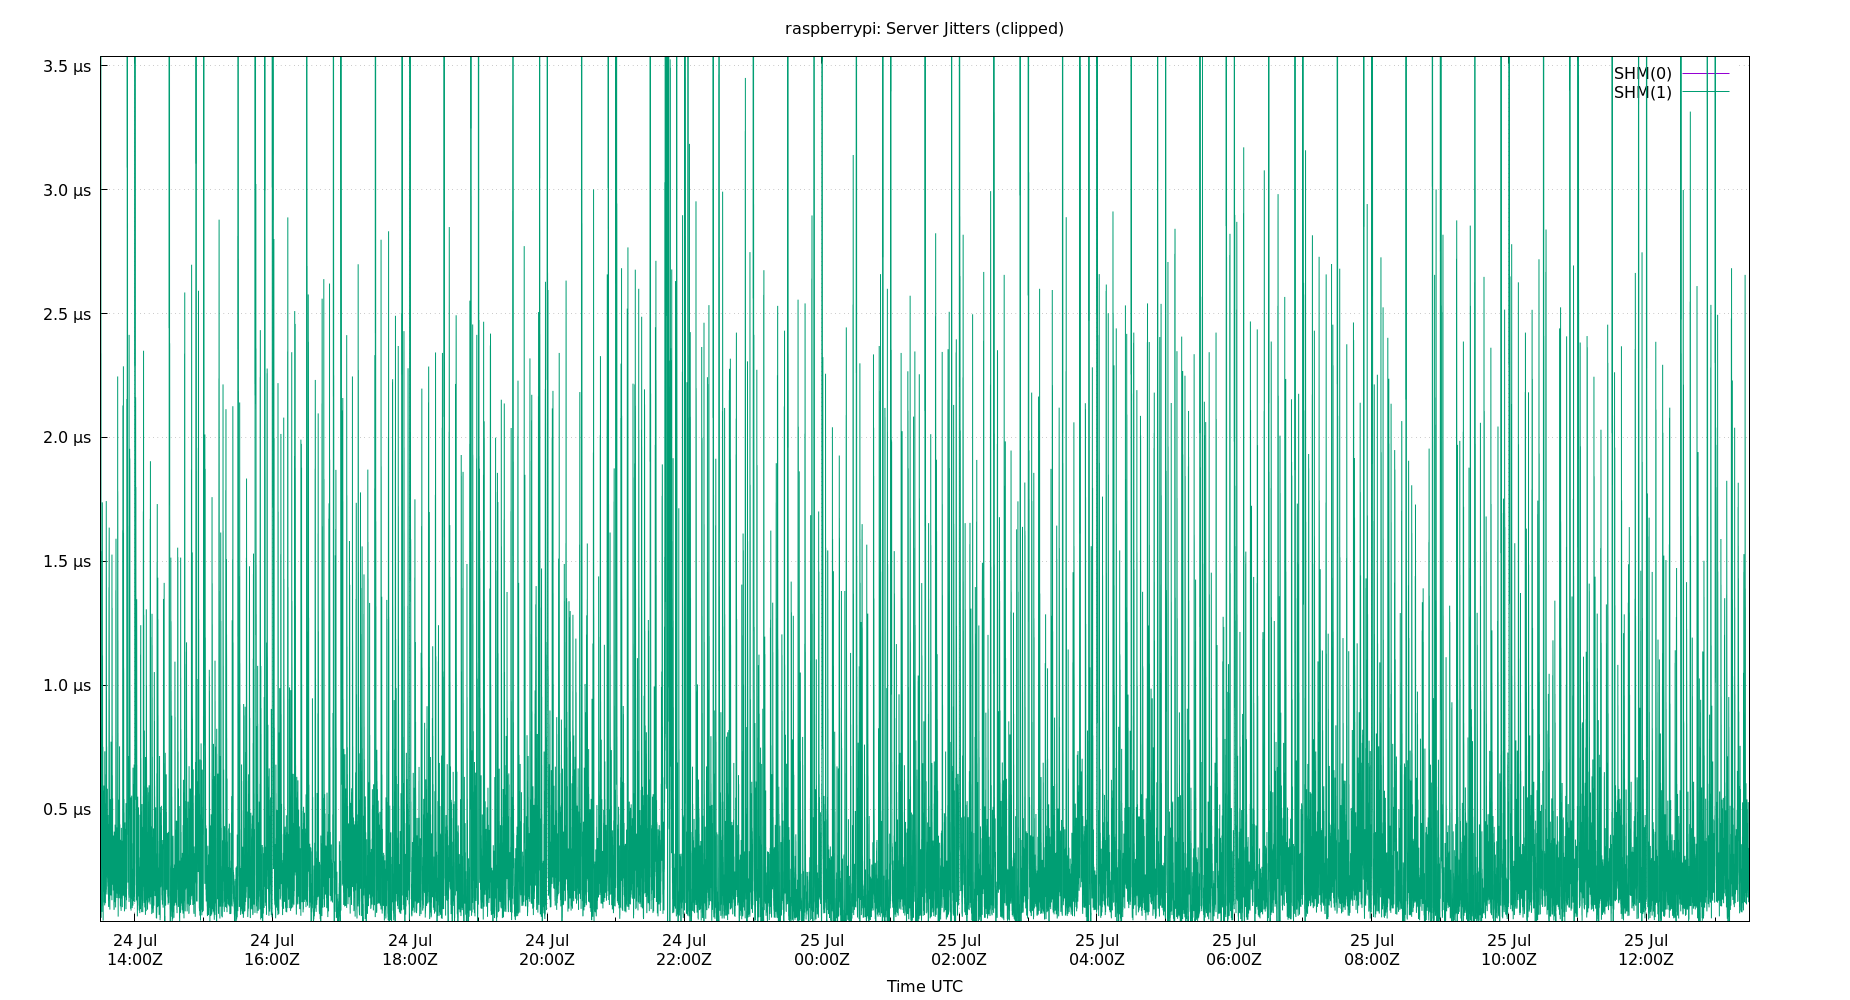 raspberrypi: Server Jitters (clipped)
3.5 µs
3.0 µs
2.5 µs
2.0 µs
1.5 µs
1.0 µs
0.5 µs
SHM(0)
SHM(1)
24 Jul 24 Jul 24 Jul 24 Jul 24 Jul 25 Jul 25 Jul 25 Jul 25 Jul 25 Jul 25 Jul 25 Jul
14:00Z 16:00Z 18:00Z 20:00Z 22:00Z 00:00Z 02:00Z 04:00Z 06:00Z 08:00Z 10:00Z 12:00Z
Time UTC